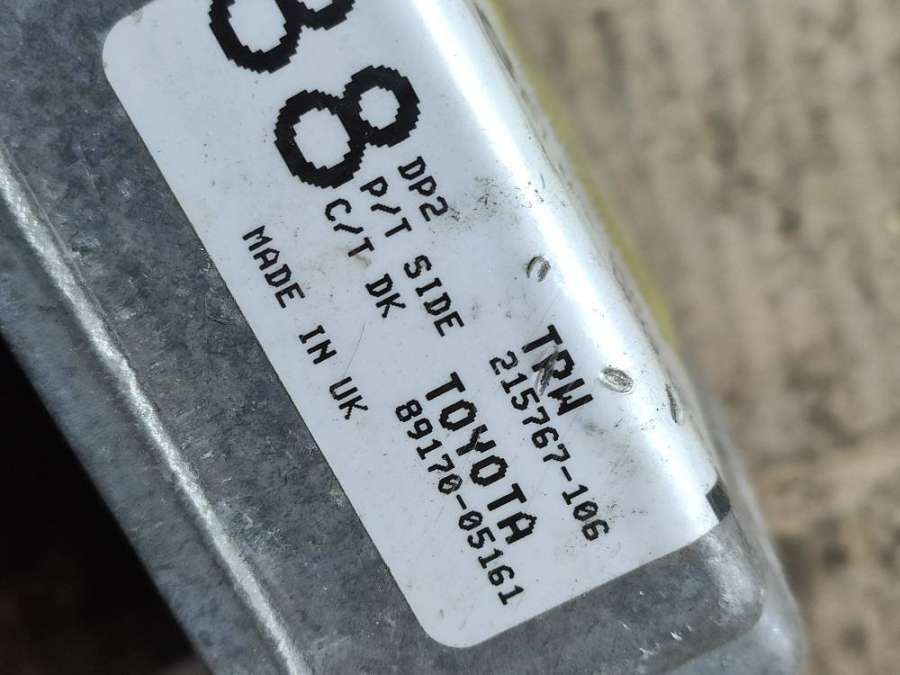 88
DP2
P/T SIDE
C/T DK
MADE IN UK
TRW
215767-106
TOYOTA
89170-05161